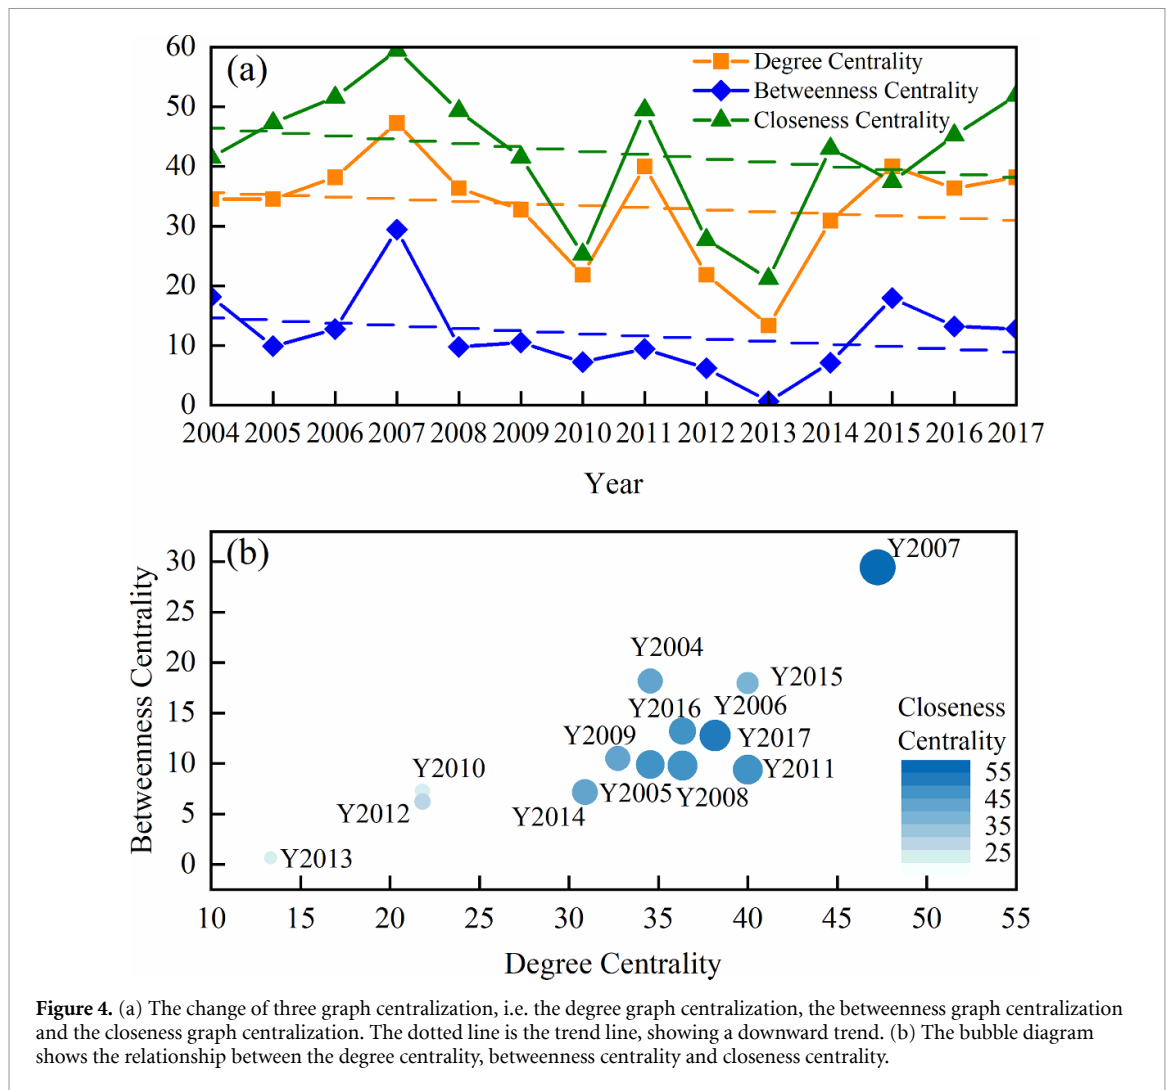 (a)
Degree Centrality
Betweenness Centrality
Closeness Centrality
60
50
40
30
20
10
0
2004 2005 2006 2007 2008 2009 2010 2011 2012 2013 2014 2015 2016 2017
Year
(b)
Betweenness Centrality
30
25
20
15
10
5
0
Y2007
Y2004
Y2015
Y2016
Y2006
Y2009
Y2017
Y2010
Y2011
Y2005
Y2008
Y2012
Y2014
Y2013
Closeness
Centrality
55
45
35
25
10 15 20 25 30 35 40 45 50 55
Degree Centrality
Figure 4. (a) The change of three graph centralization, i.e. the degree graph centralization, the betweenness graph centralization
and the closeness graph centralization. The dotted line is the trend line, showing a downward trend. (b) The bubble diagram
shows the relationship between the degree centrality, betweenness centrality and closeness centrality.